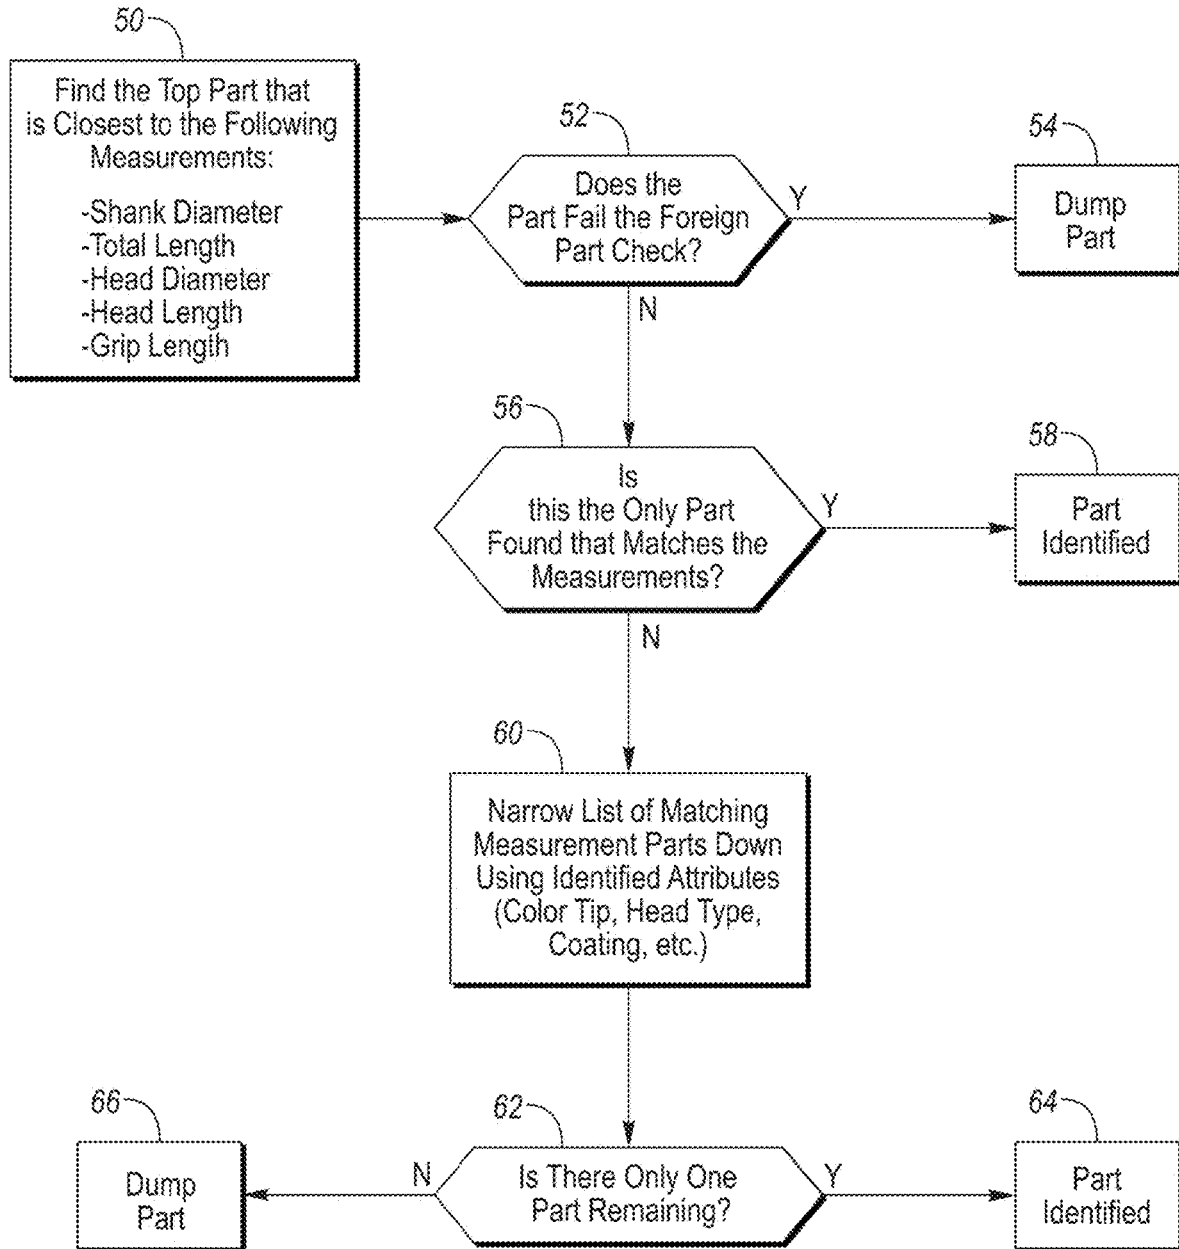 50
Find the Top Part that
is Closest to the Following
Measurements:
-Shank Diameter
-Total Length
-Head Diameter
-Head Length
-Grip Length
52
Does the
Part Fail the Foreign
Part Check?
Y
N
54
Dump
Part
56
Is
this the Only Part
Found that Matches the
Measurements?
Y
N
58
Part
Identified
60
Narrow List of Matching
Measurement Parts Down
Using Identified Attributes
(Color Tip, Head Type,
Coating, etc.)
62
Is There Only One
Part Remaining?
N
Y
66
Dump
Part
64
Part
Identified